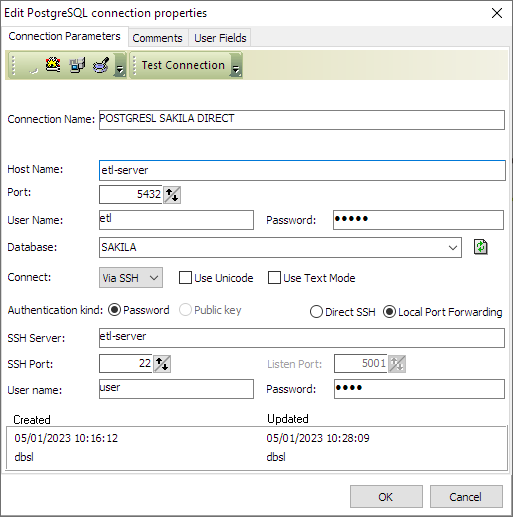 Edit PostgreSQL connection properties
Connection Parameters Comments User Fields
Test Connection
Connection Name: POSTGRESL SAKILA DIRECT
Host Name: etl-server
Port: 5432
User Name: etl Password: •••••
Database: SAKILA
Connect: Via SSH Use Unicode Use Text Mode
Authentication kind: Password Public key Direct SSH Local Port Forwarding
SSH Server: etl-server
SSH Port: 22 Listen Port: 5001
User name: user Password: ••••
Created Updated
05/01/2023 10:16:12 05/01/2023 10:28:09
dbsl dbsl
OK Cancel